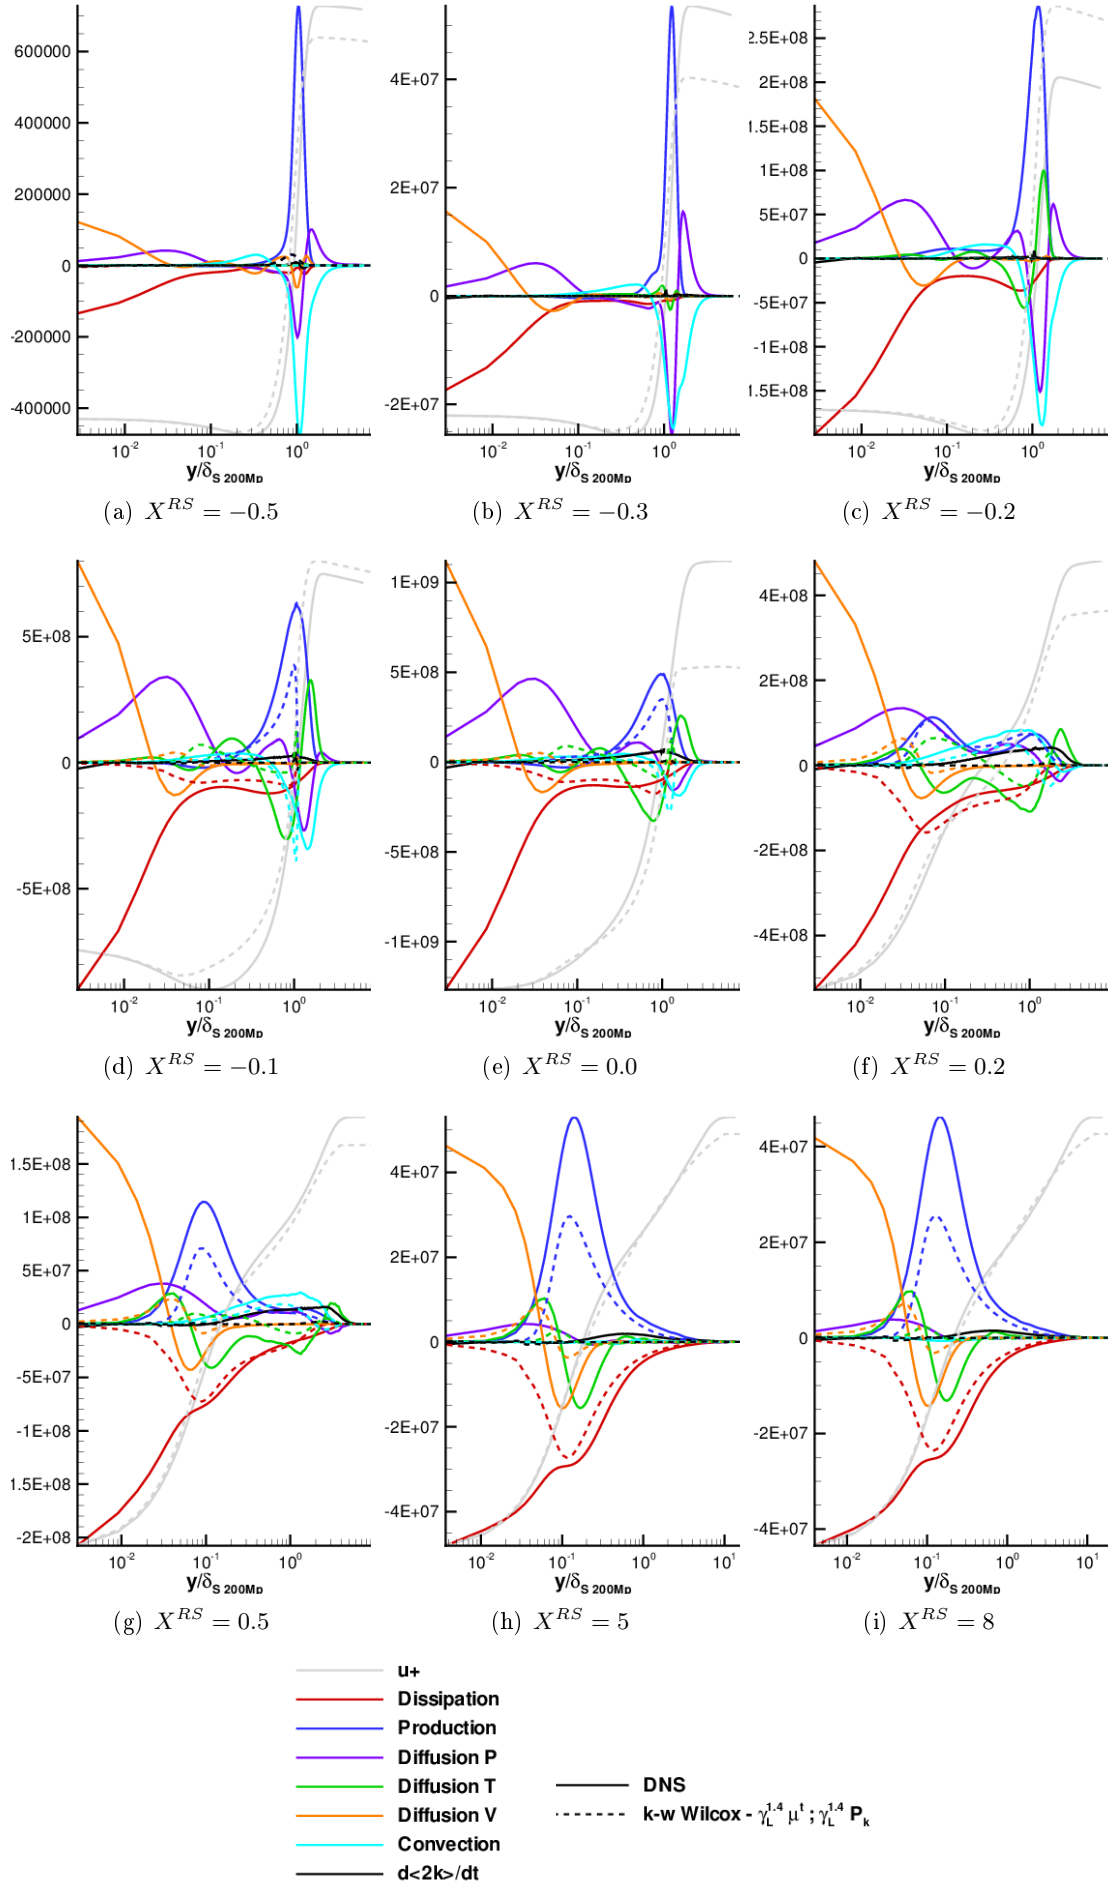 600000
400000
200000
0
-200000
-400000
10-2
10-1
100
y/δS 200Mp
(a) X^RS = −0.5
4E+07
2E+07
0
-2E+07
10-2
10-1
100
y/δS 200Mp
(b) X^RS = −0.3
2.5E+08
2E+08
1.5E+08
1E+08
5E+07
0
-5E+07
-1E+08
1.5E+08
10-2
10-1
100
y/δS 200Mp
(c) X^RS = −0.2
5E+08
0
-5E+08
10-2
10-1
100
y/δS 200Mp
(d) X^RS = −0.1
1E+09
5E+08
0
-5E+08
-1E+09
10-2
10-1
100
y/δS 200Mp
(e) X^RS = 0.0
4E+08
2E+08
0
-2E+08
-4E+08
10-2
10-1
100
y/δS 200Mp
(f) X^RS = 0.2
1.5E+08
1E+08
5E+07
0
-5E+07
-1E+08
1.5E+08
-2E+08
10-2
10-1
100
y/δS 200Mp
(g) X^RS = 0.5
4E+07
2E+07
0
-2E+07
-4E+07
10-2
10-1
100
101
y/δS 200Mp
(h) X^RS = 5
4E+07
2E+07
0
-2E+07
-4E+07
10-2
10-1
100
101
y/δS 200Mp
(i) X^RS = 8
u+
Dissipation
Production
Diffusion P
Diffusion T
Diffusion V
Convection
d<2k>/dt
DNS
k-w Wilcox - γL^1.4 μ^t ; γL^1.4 Pk